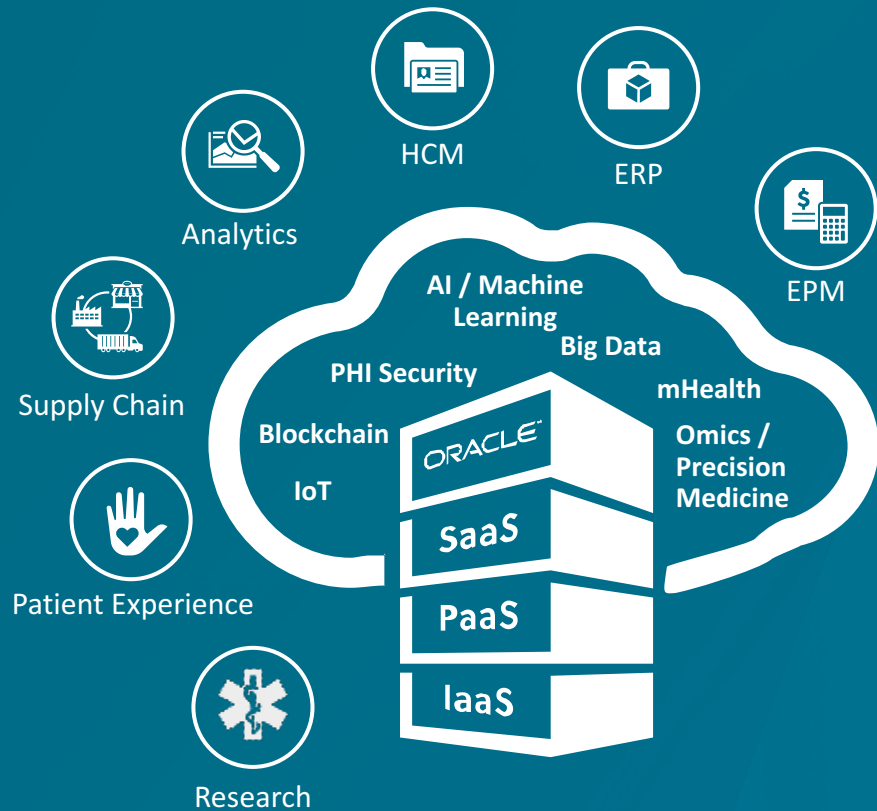 HCM
ERP
Analytics
$
EPM
AI / Machine
Learning
Big Data
PHI Security
mHealth
Supply Chain
Blockchain
ORACLE™
Omics /
Precision
Medicine
IoT
SaaS
Patient Experience
PaaS
IaaS
Research